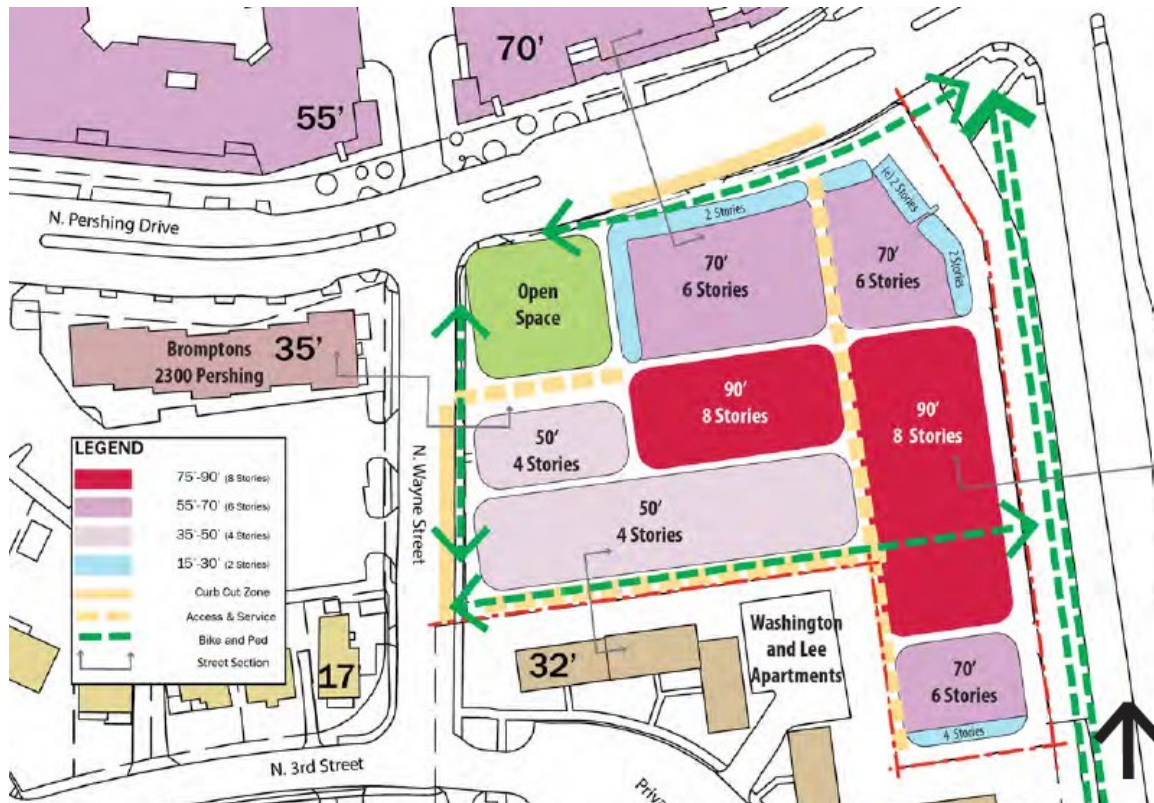 70'
55'
N. Pershing Drive
2 Stories
(e) 2 Stories
2 Stories
70'
6 Stories
70'
6 Stories
Open
Space
Bromptons
2300 Pershing
35'
90'
8 Stories
90'
8 Stories
50'
4 Stories
50'
4 Stories
N. Wayne Street
LEGEND
75'-90' (8 Stories)
55'-70' (6 Stories)
35'-50' (4 Stories)
15'-30' (2 Stories)
Curb Cut Zone
Access & Service
Bike and Ped
Street Section
17'
32'
Washington
and Lee
Apartments
70'
6 Stories
4 Stories
N. 3rd Street